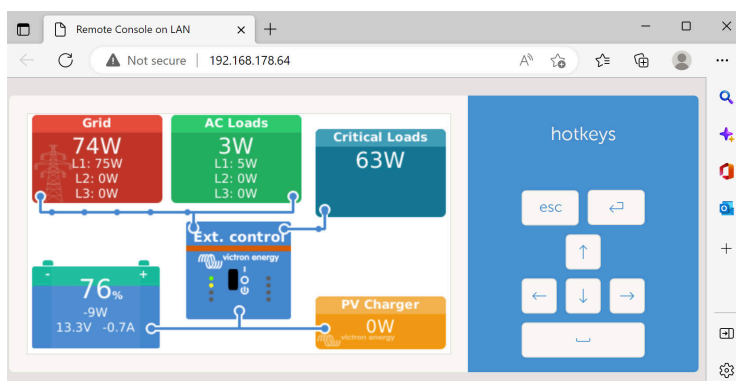 Remote Console on LAN
Not secure | 192.168.178.64
Grid
74W
L1: 75W
L2: 0W
L3: 0W
AC Loads
3W
L1: 5W
L2: 0W
L3: 0W
Critical Loads
63W
Ext. control
victron energy
76%
-9W
13.3V -0.7A
PV Charger
0W
victron energy
hotkeys
esc